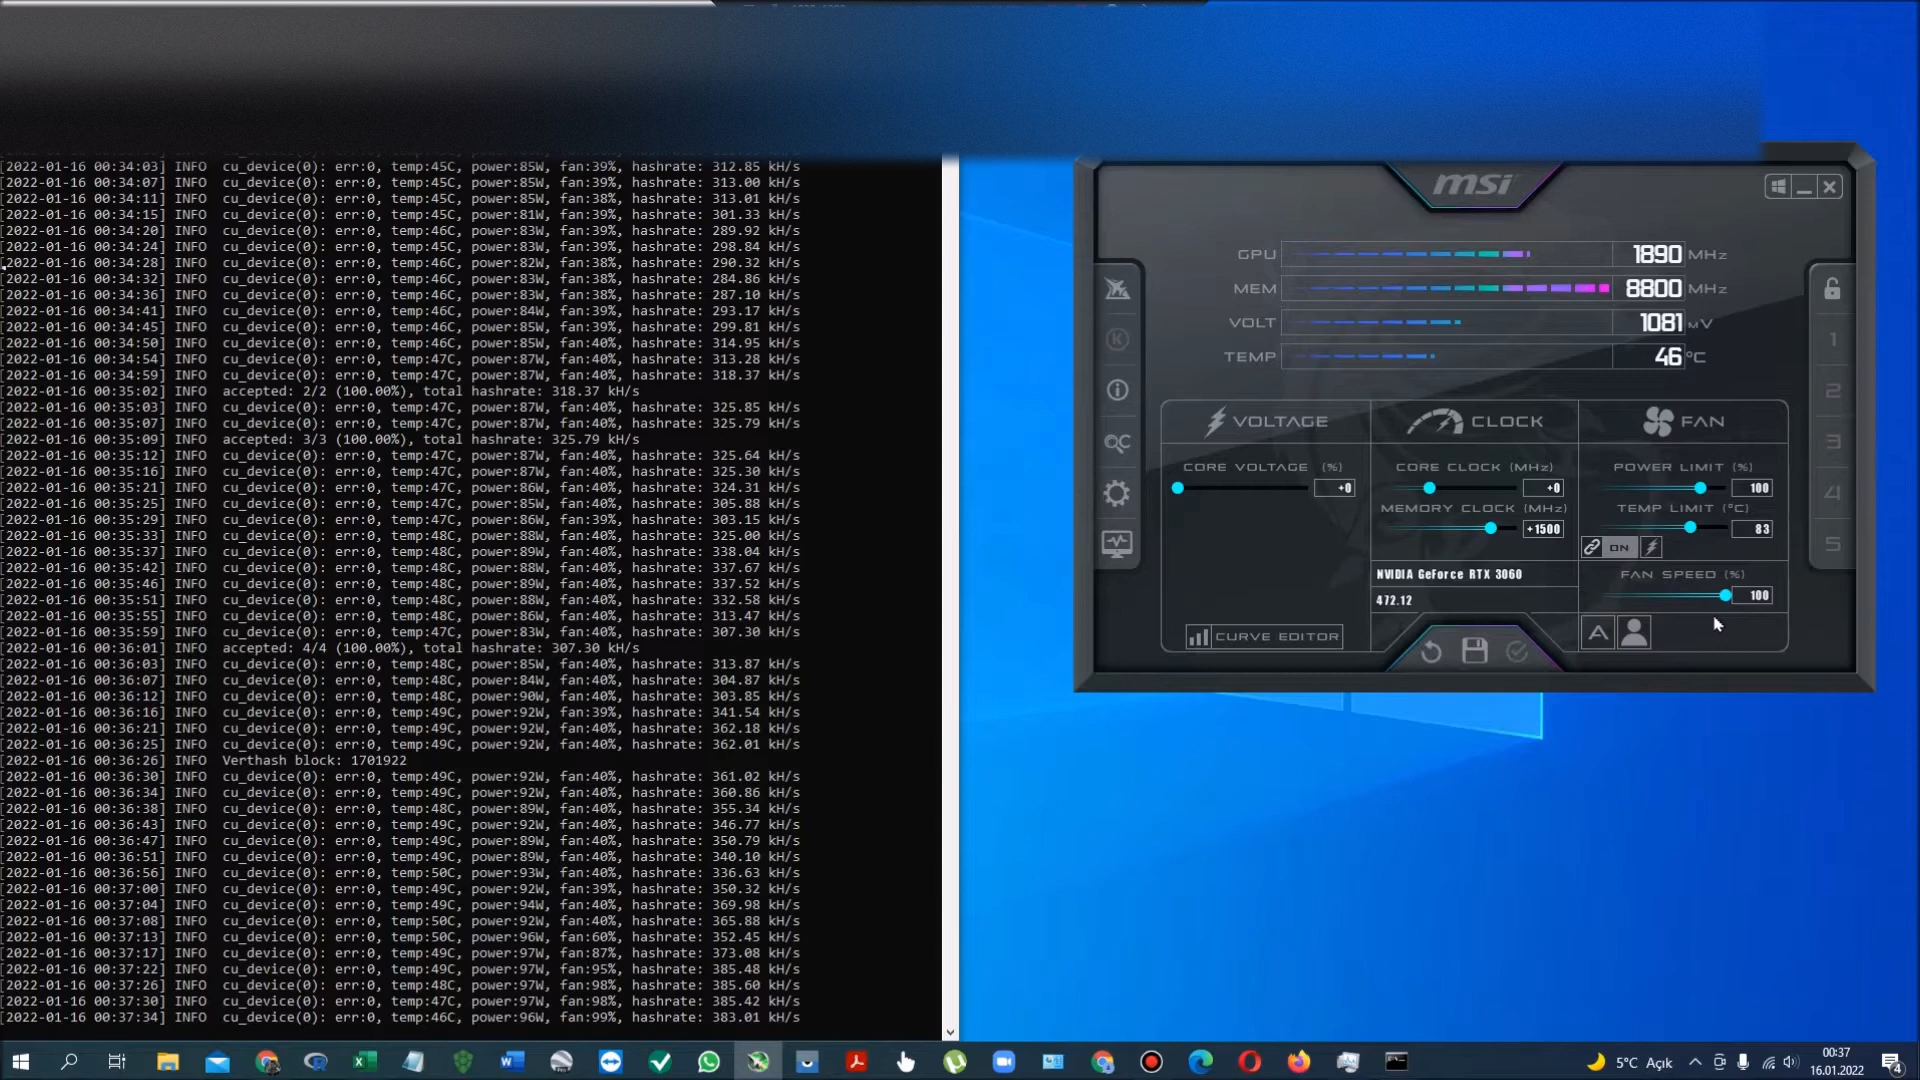 [2022-01-16 00:34:03] INFO cu_device(0): err:0, temp:45C, power:85W, fan:39%, hashrate: 312.85 kH/s
[2022-01-16 00:34:07] INFO cu_device(0): err:0, temp:45C, power:85W, fan:39%, hashrate: 313.00 kH/s
[2022-01-16 00:34:11] INFO cu_device(0): err:0, temp:45C, power:85W, fan:38%, hashrate: 313.01 kH/s
[2022-01-16 00:34:15] INFO cu_device(0): err:0, temp:45C, power:81W, fan:39%, hashrate: 301.33 kH/s
[2022-01-16 00:34:20] INFO cu_device(0): err:0, temp:46C, power:83W, fan:39%, hashrate: 289.92 kH/s
[2022-01-16 00:34:24] INFO cu_device(0): err:0, temp:45C, power:83W, fan:39%, hashrate: 298.84 kH/s
[2022-01-16 00:34:28] INFO cu_device(0): err:0, temp:46C, power:82W, fan:38%, hashrate: 290.32 kH/s
[2022-01-16 00:34:32] INFO cu_device(0): err:0, temp:46C, power:83W, fan:38%, hashrate: 284.86 kH/s
[2022-01-16 00:34:36] INFO cu_device(0): err:0, temp:46C, power:83W, fan:38%, hashrate: 287.10 kH/s
[2022-01-16 00:34:41] INFO cu_device(0): err:0, temp:46C, power:84W, fan:39%, hashrate: 293.17 kH/s
[2022-01-16 00:34:45] INFO cu_device(0): err:0, temp:46C, power:85W, fan:39%, hashrate: 299.81 kH/s
[2022-01-16 00:34:50] INFO cu_device(0): err:0, temp:46C, power:85W, fan:40%, hashrate: 314.95 kH/s
[2022-01-16 00:34:54] INFO cu_device(0): err:0, temp:47C, power:87W, fan:40%, hashrate: 313.28 kH/s
[2022-01-16 00:34:59] INFO cu_device(0): err:0, temp:47C, power:87W, fan:40%, hashrate: 318.37 kH/s
[2022-01-16 00:35:02] INFO accepted: 2/2 (100.00%), total hashrate: 318.37 kH/s
[2022-01-16 00:35:03] INFO cu_device(0): err:0, temp:47C, power:87W, fan:40%, hashrate: 325.85 kH/s
[2022-01-16 00:35:07] INFO cu_device(0): err:0, temp:47C, power:87W, fan:40%, hashrate: 325.79 kH/s
[2022-01-16 00:35:09] INFO accepted: 3/3 (100.00%), total hashrate: 325.79 kH/s
[2022-01-16 00:35:12] INFO cu_device(0): err:0, temp:47C, power:87W, fan:40%, hashrate: 325.64 kH/s
[2022-01-16 00:35:16] INFO cu_device(0): err:0, temp:47C, power:87W, fan:40%, hashrate: 325.30 kH/s
[2022-01-16 00:35:21] INFO cu_device(0): err:0, temp:47C, power:86W, fan:40%, hashrate: 324.31 kH/s
[2022-01-16 00:35:25] INFO cu_device(0): err:0, temp:47C, power:85W, fan:40%, hashrate: 305.88 kH/s
[2022-01-16 00:35:29] INFO cu_device(0): err:0, temp:47C, power:86W, fan:39%, hashrate: 303.15 kH/s
[2022-01-16 00:35:33] INFO cu_device(0): err:0, temp:48C, power:88W, fan:40%, hashrate: 325.00 kH/s
[2022-01-16 00:35:37] INFO cu_device(0): err:0, temp:48C, power:89W, fan:40%, hashrate: 338.04 kH/s
[2022-01-16 00:35:42] INFO cu_device(0): err:0, temp:48C, power:88W, fan:40%, hashrate: 337.67 kH/s
[2022-01-16 00:35:46] INFO cu_device(0): err:0, temp:48C, power:89W, fan:40%, hashrate: 337.52 kH/s
[2022-01-16 00:35:51] INFO cu_device(0): err:0, temp:48C, power:88W, fan:40%, hashrate: 332.58 kH/s
[2022-01-16 00:35:55] INFO cu_device(0): err:0, temp:48C, power:86W, fan:40%, hashrate: 313.47 kH/s
[2022-01-16 00:35:59] INFO cu_device(0): err:0, temp:47C, power:83W, fan:40%, hashrate: 307.30 kH/s
[2022-01-16 00:36:01] INFO accepted: 4/4 (100.00%), total hashrate: 307.30 kH/s
[2022-01-16 00:36:03] INFO cu_device(0): err:0, temp:48C, power:85W, fan:40%, hashrate: 313.87 kH/s
[2022-01-16 00:36:07] INFO cu_device(0): err:0, temp:48C, power:84W, fan:40%, hashrate: 304.87 kH/s
[2022-01-16 00:36:12] INFO cu_device(0): err:0, temp:48C, power:90W, fan:40%, hashrate: 303.85 kH/s
[2022-01-16 00:36:16] INFO cu_device(0): err:0, temp:49C, power:92W, fan:39%, hashrate: 341.54 kH/s
[2022-01-16 00:36:21] INFO cu_device(0): err:0, temp:49C, power:92W, fan:40%, hashrate: 362.18 kH/s
[2022-01-16 00:36:25] INFO cu_device(0): err:0, temp:49C, power:92W, fan:40%, hashrate: 362.01 kH/s
[2022-01-16 00:36:26] INFO Verthash block: 1701922
[2022-01-16 00:36:30] INFO cu_device(0): err:0, temp:49C, power:92W, fan:40%, hashrate: 361.02 kH/s
[2022-01-16 00:36:34] INFO cu_device(0): err:0, temp:49C, power:92W, fan:40%, hashrate: 360.86 kH/s
[2022-01-16 00:36:38] INFO cu_device(0): err:0, temp:48C, power:89W, fan:40%, hashrate: 355.34 kH/s
[2022-01-16 00:36:43] INFO cu_device(0): err:0, temp:49C, power:92W, fan:40%, hashrate: 346.77 kH/s
[2022-01-16 00:36:47] INFO cu_device(0): err:0, temp:49C, power:89W, fan:40%, hashrate: 350.79 kH/s
[2022-01-16 00:36:51] INFO cu_device(0): err:0, temp:49C, power:89W, fan:40%, hashrate: 340.10 kH/s
[2022-01-16 00:36:56] INFO cu_device(0): err:0, temp:50C, power:93W, fan:40%, hashrate: 336.63 kH/s
[2022-01-16 00:37:00] INFO cu_device(0): err:0, temp:49C, power:92W, fan:39%, hashrate: 350.32 kH/s
[2022-01-16 00:37:04] INFO cu_device(0): err:0, temp:49C, power:94W, fan:40%, hashrate: 369.98 kH/s
[2022-01-16 00:37:08] INFO cu_device(0): err:0, temp:50C, power:92W, fan:40%, hashrate: 365.88 kH/s
[2022-01-16 00:37:13] INFO cu_device(0): err:0, temp:50C, power:96W, fan:60%, hashrate: 352.45 kH/s
[2022-01-16 00:37:17] INFO cu_device(0): err:0, temp:49C, power:97W, fan:87%, hashrate: 373.08 kH/s
[2022-01-16 00:37:22] INFO cu_device(0): err:0, temp:49C, power:97W, fan:95%, hashrate: 385.48 kH/s
[2022-01-16 00:37:26] INFO cu_device(0): err:0, temp:48C, power:97W, fan:98%, hashrate: 385.60 kH/s
[2022-01-16 00:37:30] INFO cu_device(0): err:0, temp:47C, power:97W, fan:98%, hashrate: 385.42 kH/s
[2022-01-16 00:37:34] INFO cu_device(0): err:0, temp:46C, power:96W, fan:99%, hashrate: 383.01 kH/s
msi
GPU 1890 MHz
MEM 8800 MHz
VOLT 1081 mV
TEMP 46 °C
K
OC
1
2
3
4
5
VOLTAGE
CORE VOLTAGE (%)
+0
CURVE EDITOR
CLOCK
CORE CLOCK (MHz)
+0
MEMORY CLOCK (MHz)
+1500
NVIDIA GeForce RTX 3060
472.12
FAN
POWER LIMIT (%)
100
TEMP LIMIT (°C)
83
ON
FAN SPEED (%)
100
A
5°C Açık
00:37
16.01.2022
4